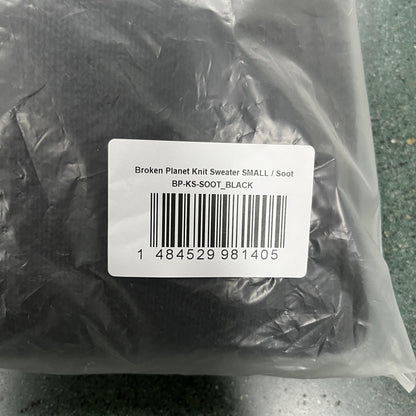 Broken Planet Knit Sweater SMALL / Soot
BP-KS-SOOT_BLACK
1 484529 981405